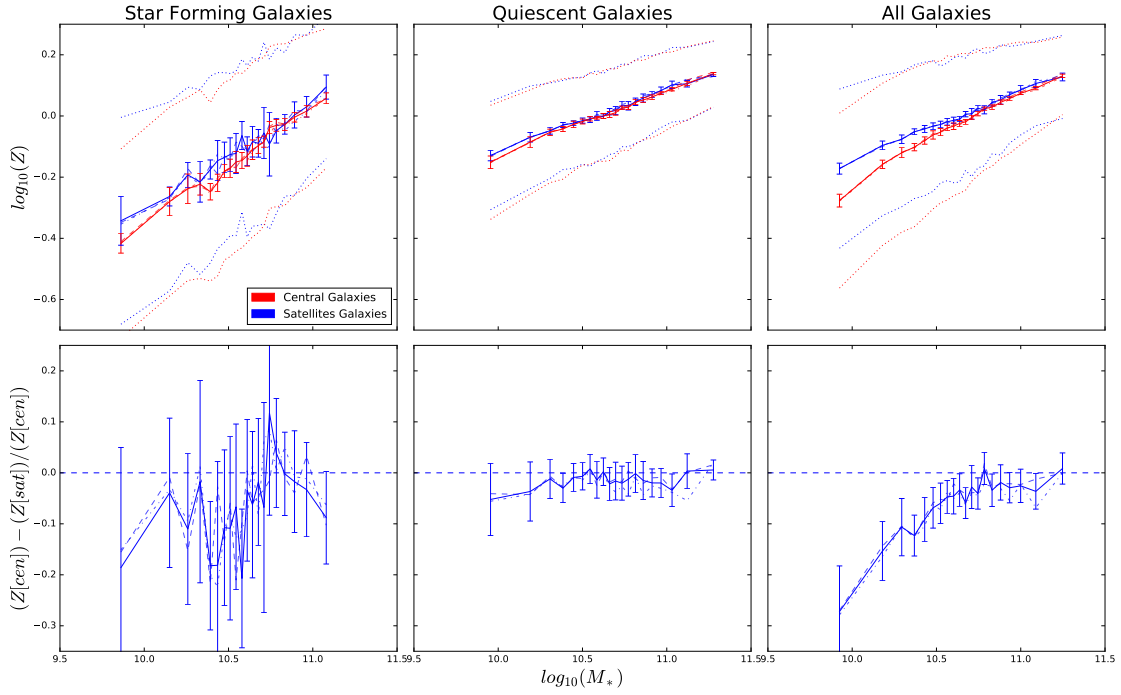 Star Forming Galaxies
Quiescent Galaxies
All Galaxies
0.2
0.0
−0.2
−0.4
−0.6
log₁₀(Z)
Central Galaxies
Satellites Galaxies
0.2
0.1
0.0
−0.1
−0.2
−0.3
(Z[cen]) − (Z[sat])/(Z[cen])
9.5 10.0 10.5 11.0 11.5
9.5 10.0 10.5 11.0 11.5
9.5 10.0 10.5 11.0 11.5
log₁₀(M*)